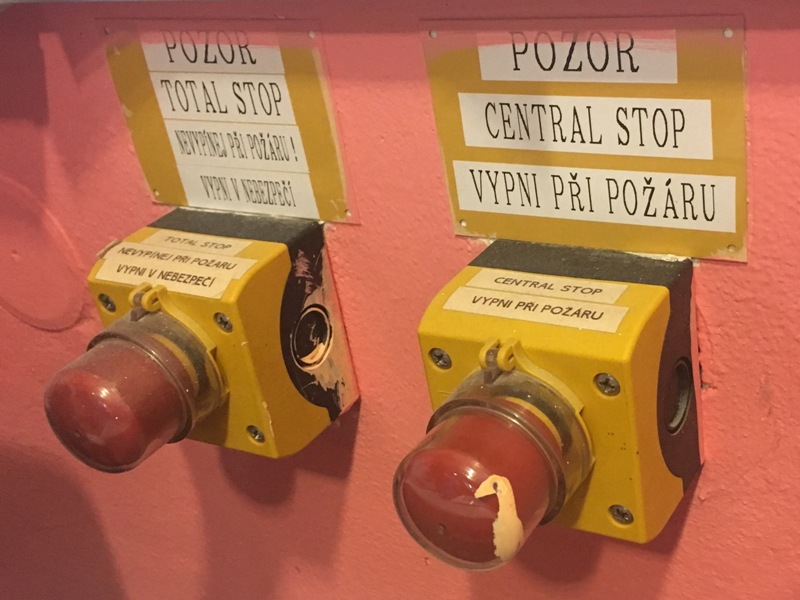 POZOR
TOTAL STOP
NEVYPÍNEJ PŘI POŽÁRU!
VYPNI V NEBEZPEČÍ
TOTAL STOP
NEVYPÍNEJ PŘI POŽÁRU
VYPNI V NEBEZPEČÍ
POZOR
CENTRAL STOP
VYPNI PŘI POŽÁRU
CENTRAL STOP
VYPNI PŘI POŽÁRU